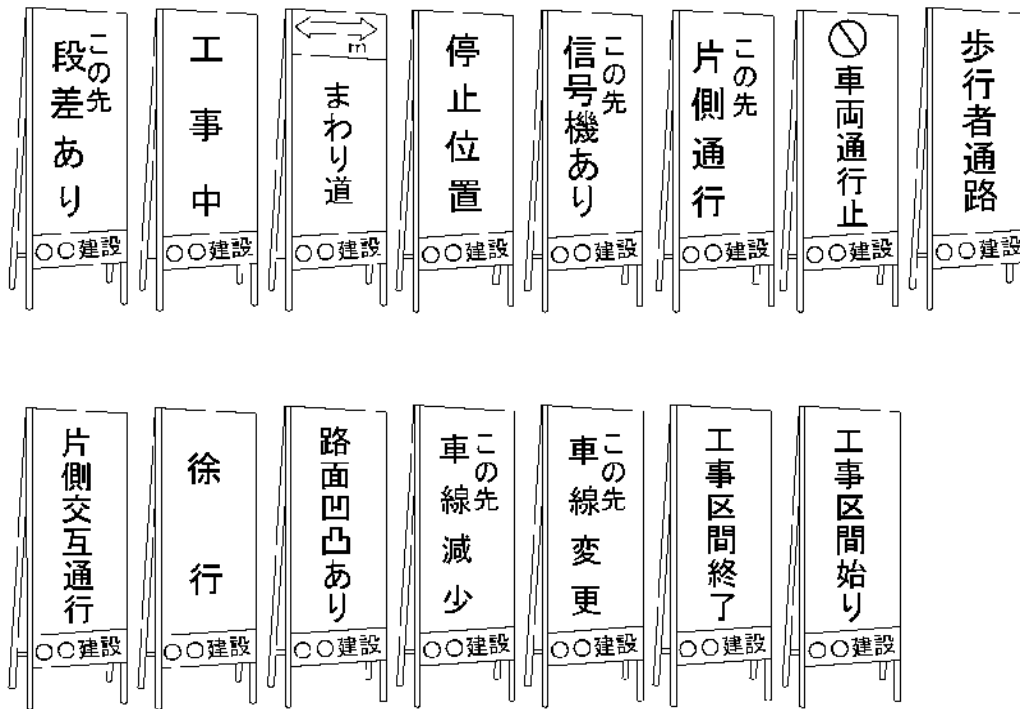 この先
段差あり
○○建設
工事中
○○建設
m
まわり道
○○建設
停止位置
○○建設
この先
信号機あり
○○建設
この先
片側通行
○○建設
車両通行止
○○建設
歩行者通路
○○建設
片側交互通行
○○建設
徐行
○○建設
路面凹凸あり
○○建設
この先
車線減少
○○建設
この先
車線変更
○○建設
工事区間終了
○○建設
工事区間始り
○○建設